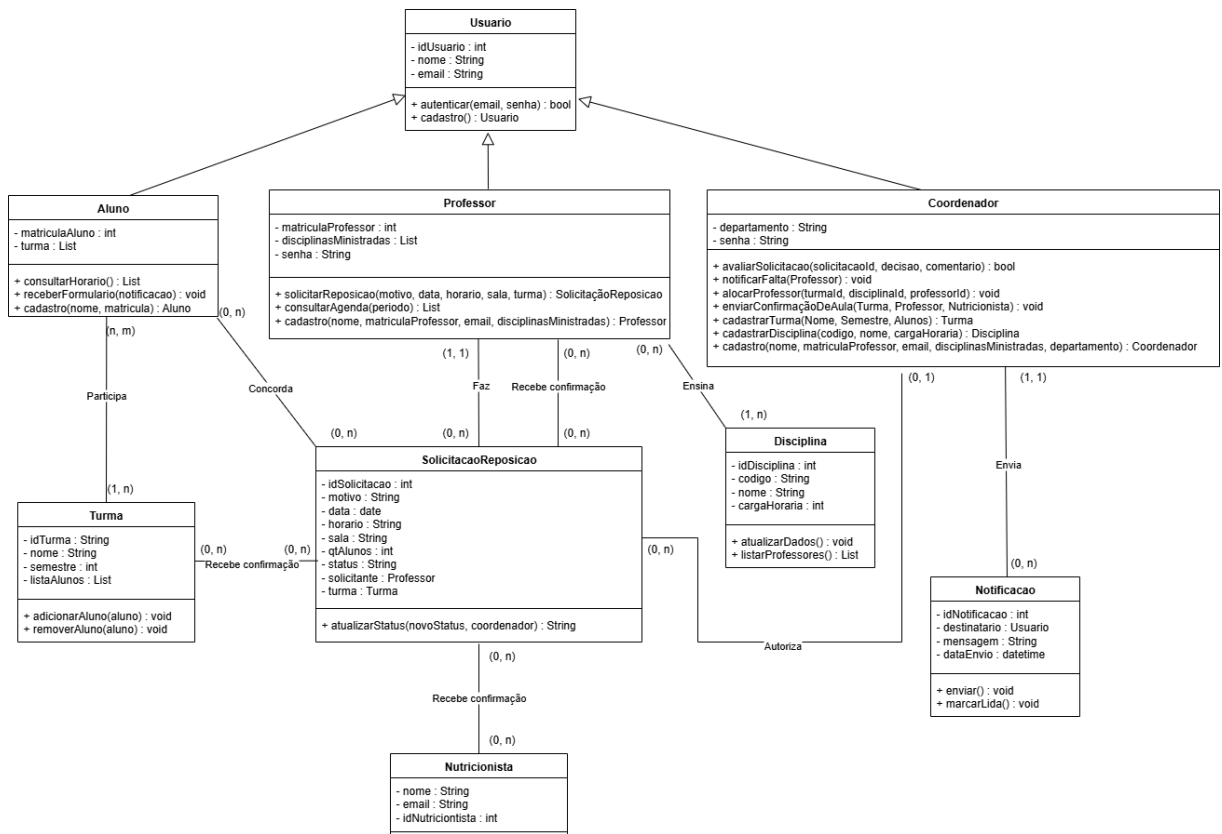 Usuario
- idUsuario : int
- nome : String
- email : String
+ autenticar(email, senha) : bool
+ cadastro() : Usuario
Aluno
- matriculaAluno : int
- turma : List
+ consultarHorario() : List
+ receberFormulario(notificacao) : void
+ cadastro(nome, matricula) : Aluno
Professor
- matriculaProfessor : int
- disciplinasMinistradas : List
- senha : String
+ solicitarReposicao(motivo, data, horario, sala, turma) : SolicitaçãoReposicao
+ consultarAgenda(periodo) : List
+ cadastro(nome, matriculaProfessor, email, disciplinasMinistradas) : Professor
Coordenador
- departamento : String
- senha : String
+ avaliarSolicitacao(solicitacaoId, decisao, comentario) : bool
+ notificarFalta(Professor) : void
+ alocarProfessor(turmaId, disciplinaId, professorId) : void
+ enviarConfirmaçãoDeAula(Turma, Professor, Nutricionista) : void
+ cadastrarTurma(Nome, Semestre, Alunos) : Turma
+ cadastrarDisciplina(codigo, nome, cargaHoraria) : Disciplina
+ cadastro(nome, matriculaProfessor, email, disciplinasMinistradas, departamento) : Coordenador
(n, m)
(0, n)
(1, 1)
(0, n)
(0, n)
(0, 1)
(1, 1)
Participa
Concorda
Faz
Recebe confirmação
Ensina
Envia
(1, n)
(0, n)
(0, n)
(0, n)
(1, n)
Disciplina
- idDisciplina : int
- codigo : String
- nome : String
- cargaHoraria : int
+ atualizarDados() : void
+ listarProfessores() : List
SolicitacaoReposicao
- idSolicitacao : int
- motivo : String
- data : date
- horario : String
- sala : String
- qtAlunos : int
- status : String
- solicitante : Professor
- turma : Turma
+ atualizarStatus(novoStatus, coordenador) : String
Turma
- idTurma : String
- nome : String
- semestre : int
- listaAlunos : List
+ adicionarAluno(aluno) : void
+ removerAluno(aluno) : void
(0, n)
Recebe confirmação
(0, n)
(0, n)
Autoriza
(0, n)
Notificacao
- idNotificacao : int
- destinatario : Usuario
- mensagem : String
- dataEnvio : datetime
+ enviar() : void
+ marcarLida() : void
(0, n)
Recebe confirmação
(0, n)
Nutricionista
- nome : String
- email : String
- idNutriciontista : int